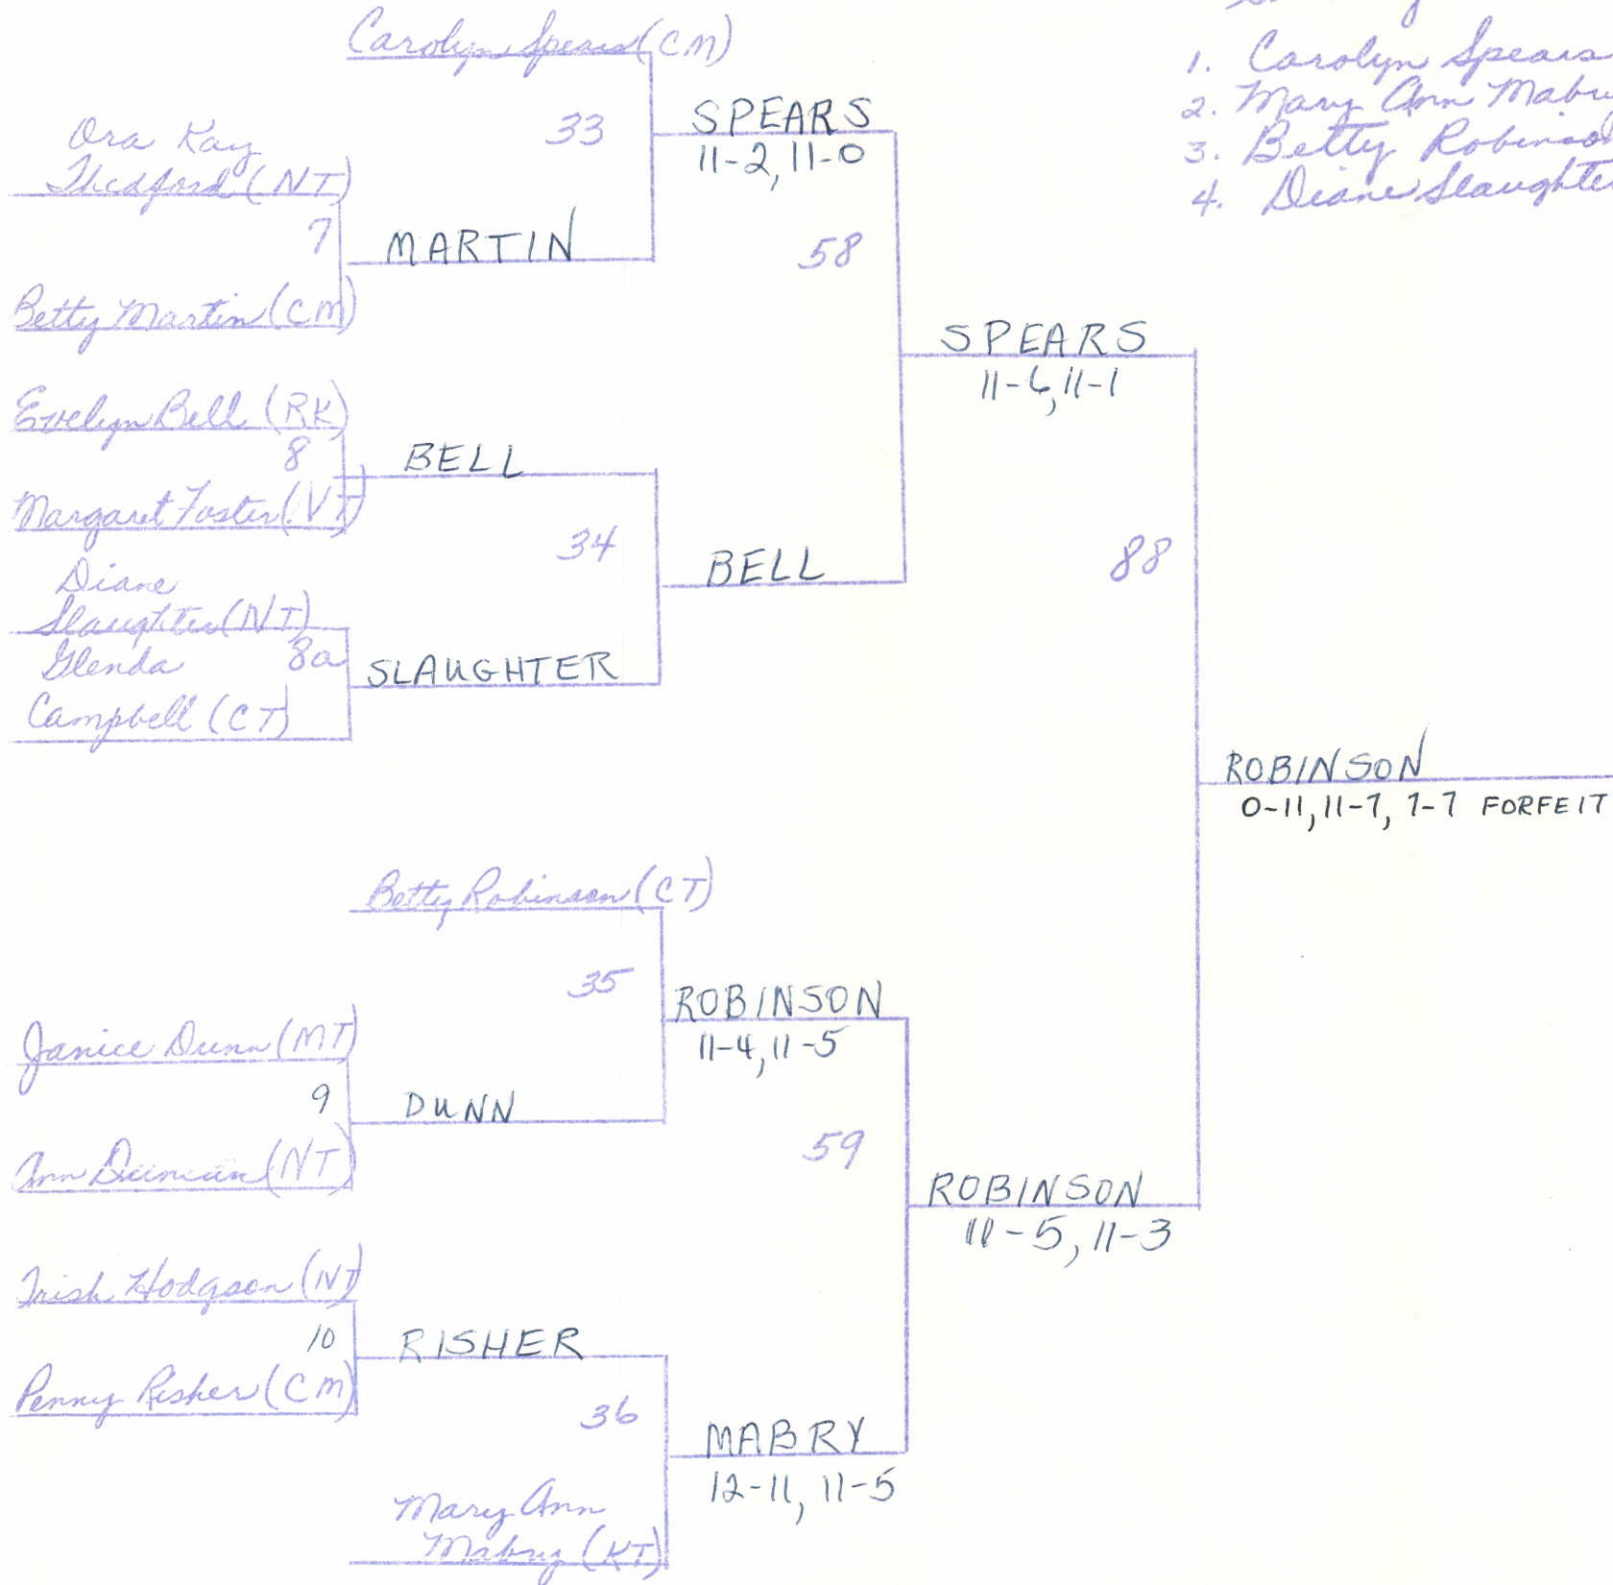 1. Carolyn Spears
2. Mary Ann Mabry
3. Betty Robinson
4. Diane Slaughter
Carolyn Spears (CM)
33
SPEARS
11-2, 11-0
Ora Kay
Thedford (NT)
7
MARTIN
Betty Martin (CM)
58
SPEARS
11-6, 11-1
Evelyn Bell (RK)
8
BELL
Margaret Foster (VT)
34
BELL
Diane
Slaughter (NT)
8a
SLAUGHTER
Glenda
Campbell (CT)
88
ROBINSON
0-11, 11-7, 7-7 FORFEIT
Betty Robinson (CT)
35
ROBINSON
11-4, 11-5
Janice Dunn (MT)
9
DUNN
Ann Duncan (NT)
59
ROBINSON
11-5, 11-3
Trish Hodgson (NT)
10
RISHER
Penny Risher (CM)
36
MABRY
12-11, 11-5
Mary Ann
Mabry (KT)